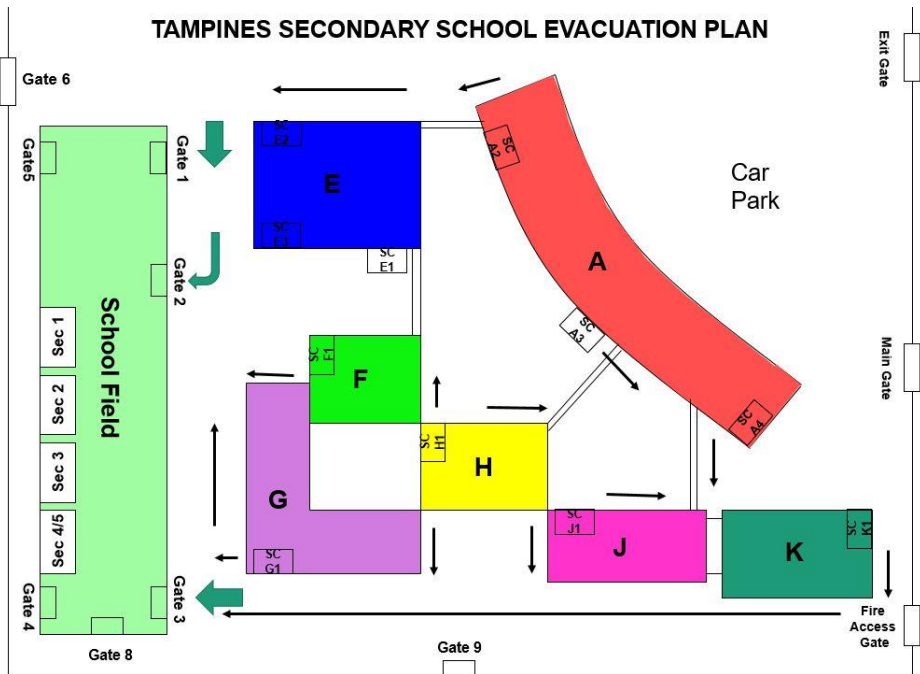 TAMPINES SECONDARY SCHOOL EVACUATION PLAN
Exit Gate
Gate 6
SC
E2
Gate5
Gate 1
SC
A2
E
Car
Park
SC
E3
SC
E1
A
Gate 2
School Field
Sec 1
SC
F1
SC
A3
Main Gate
F
Sec 2
SC
A4
SC
H1
Sec 3
H
G
SC
J1
SC
K1
Sec 4/5
J
K
SC
G1
Gate 4
Gate 3
Fire
Access
Gate
Gate 8
Gate 9